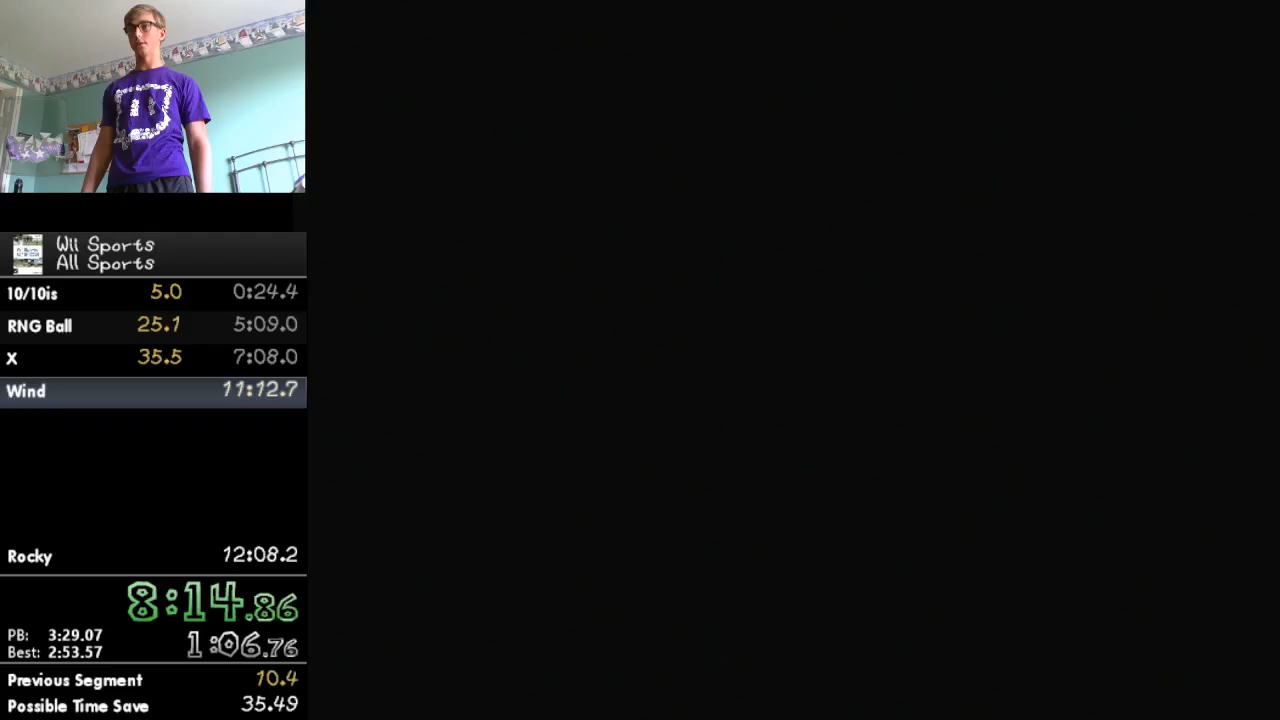 Wii Sports
All Sports
10/10is 5.0 0:24.4
RNG Ball 25.1 5:09.0
X 35.5 7:08.0
Wind 11:12.7
Rocky 12:08.2
8:14.86
PB: 3:29.07 1:06.76
Best: 2:53.57
Previous Segment 10.4
Possible Time Save 35.49